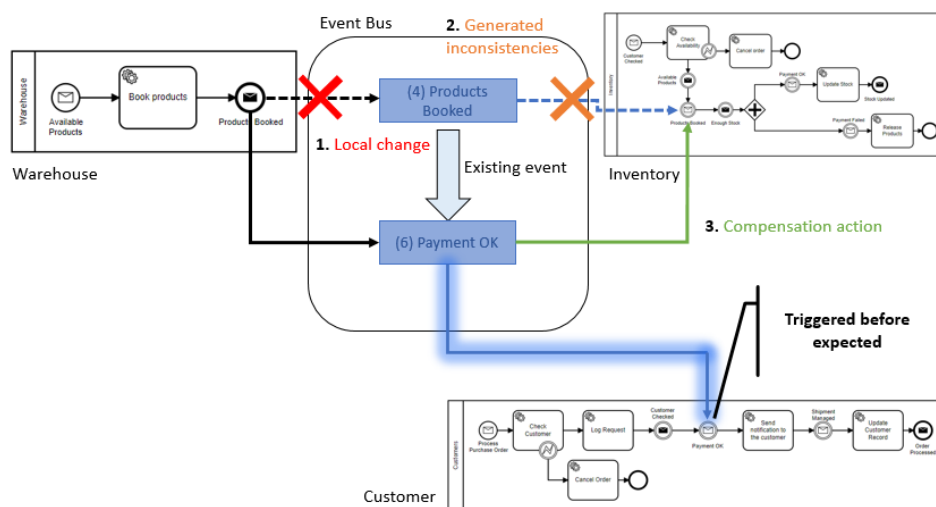 Event Bus
2. Generated
inconsistencies
Warehouse
Book products
Available
Products
Products Booked
Warehouse
(4) Products
Booked
1. Local change
Existing event
(6) Payment OK
Inventory
Customer
Checked
Check
Availability
Cancel order
Available
Products
Products Booked
Enough Stock
Payment OK
Update Stock
Stock Updated
Payment Failed
Release
Products
Inventory
3. Compensation action
Triggered before
expected
Customers
Process
Purchase Order
Check
Customer
Log Request
Customer
Checked
Payment OK
Send
notification to
the customer
Shipment
Managed
Update
Customer
Record
Order
Processed
Cancel Order
Customer